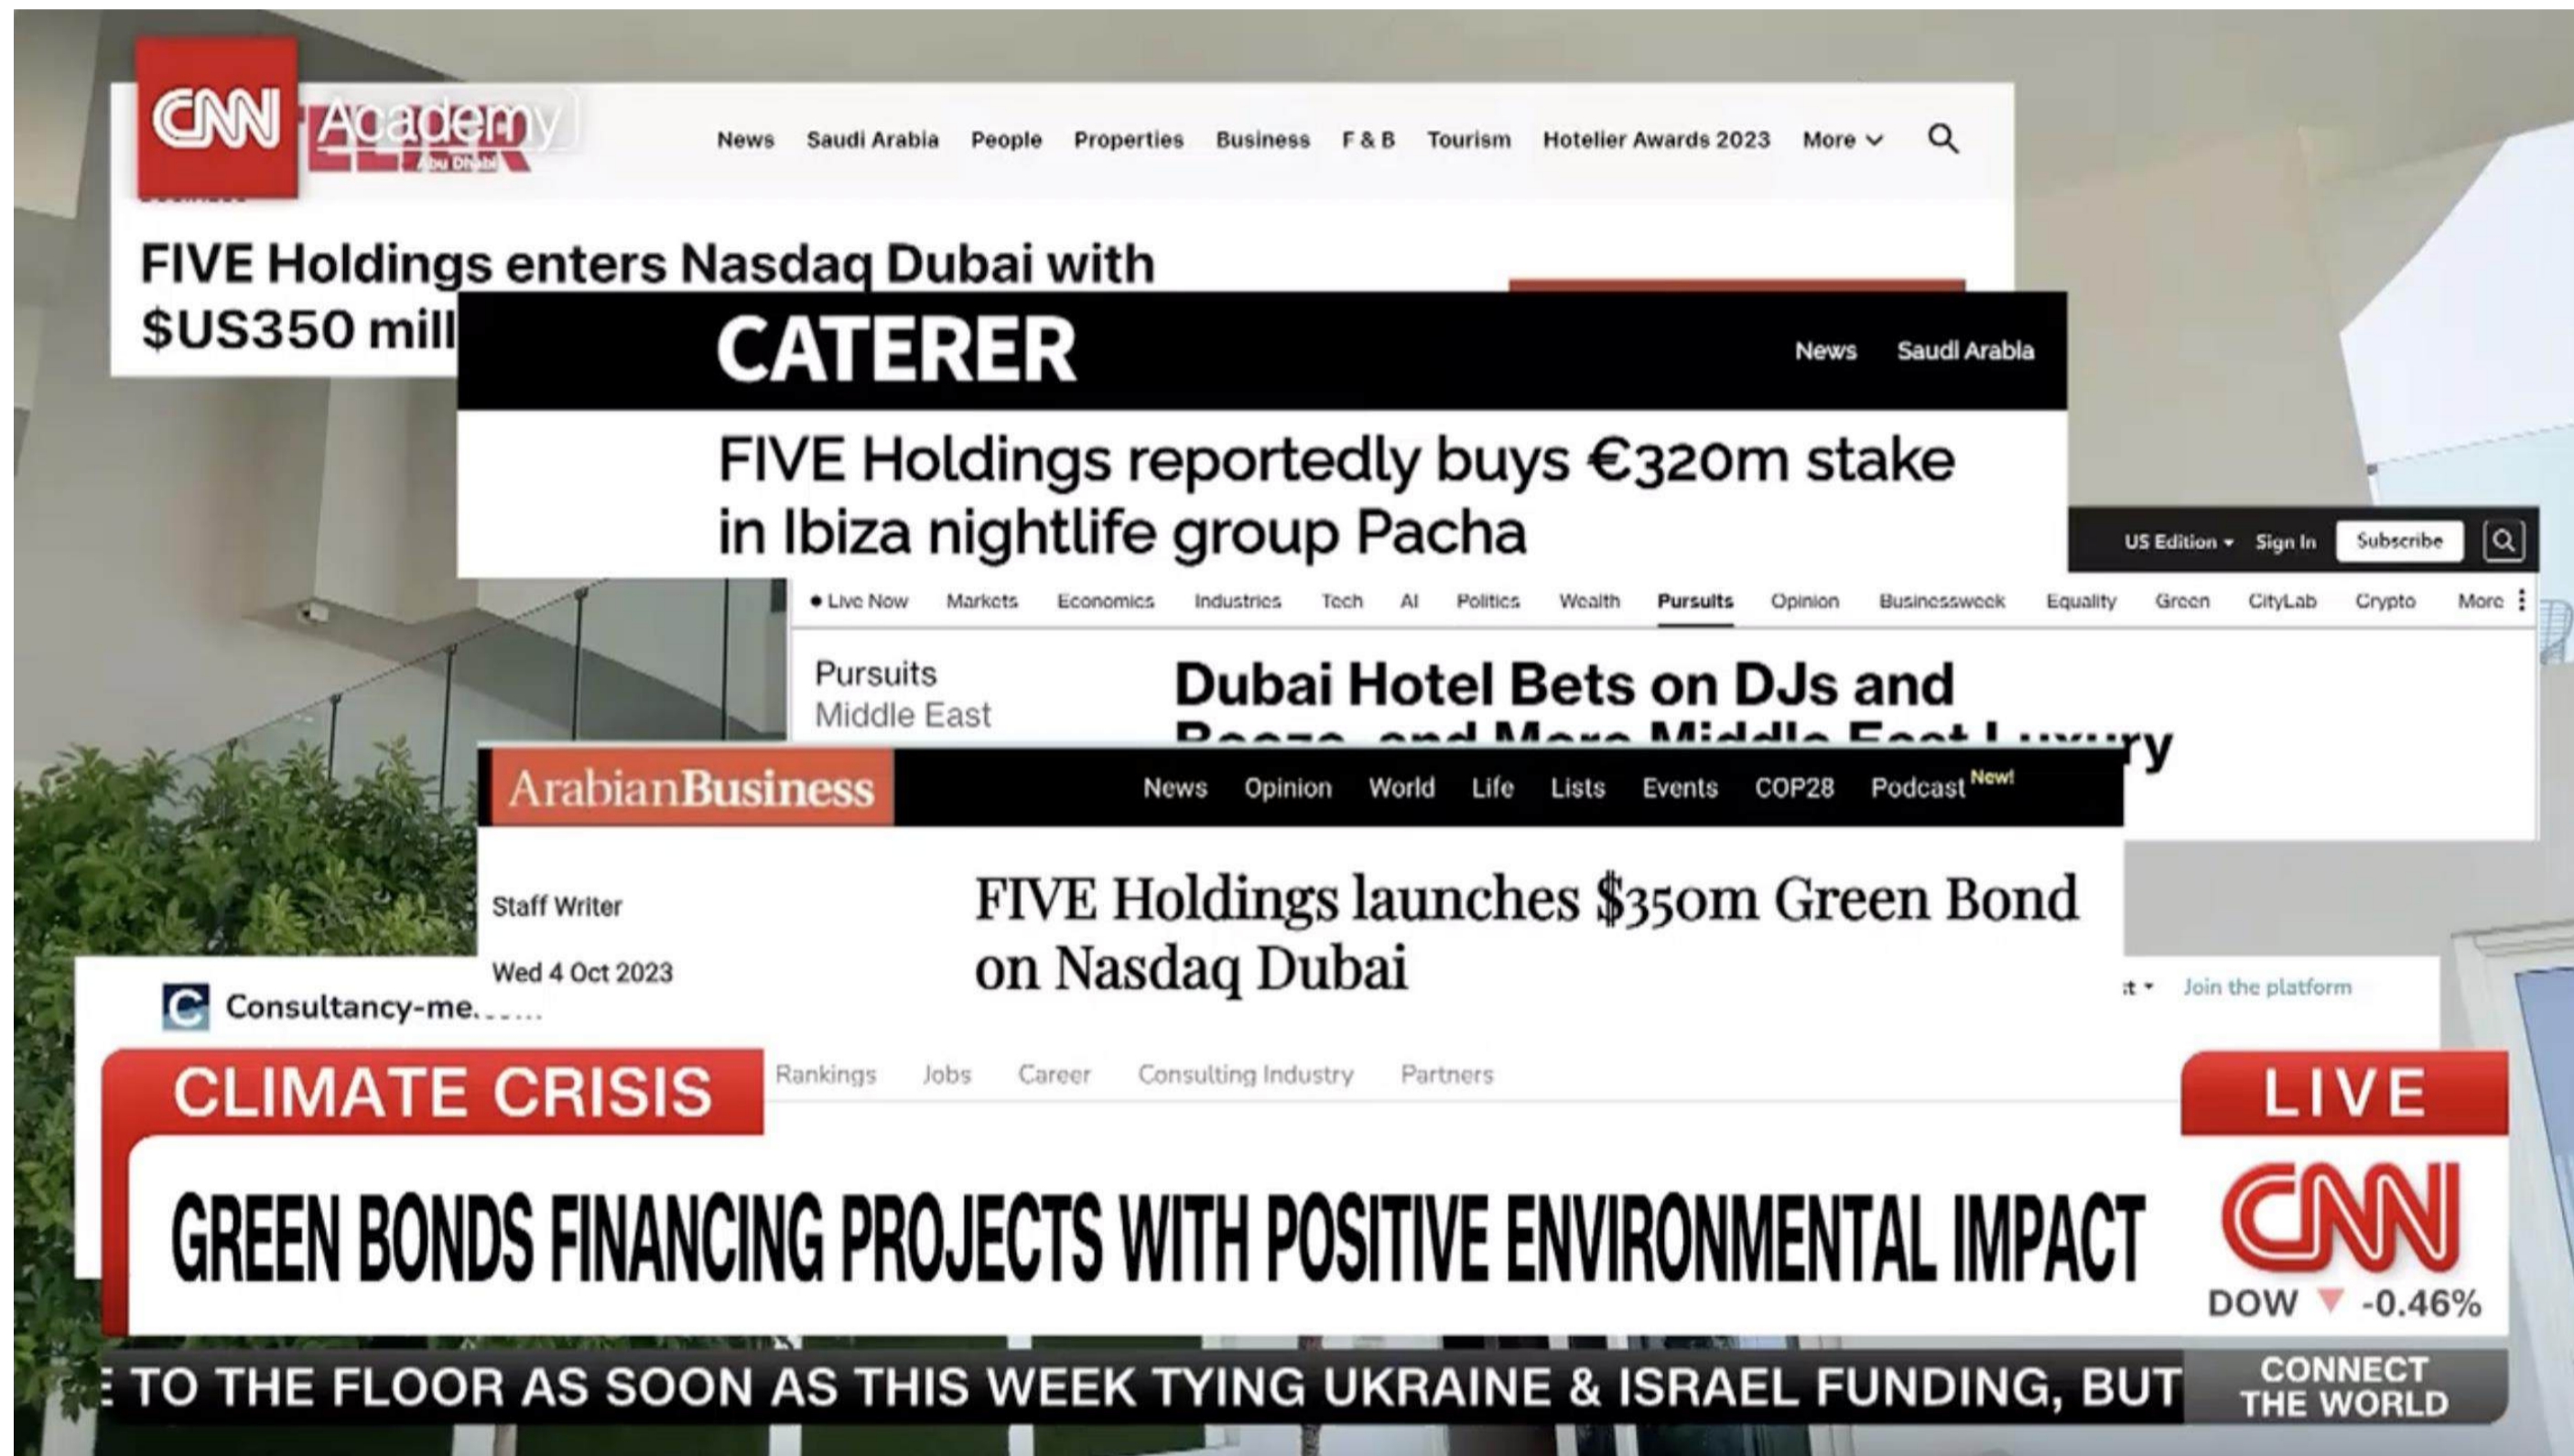 CNN Academy
Abu Dhabi
News Saudi Arabia People Properties Business F & B Tourism Hotelier Awards 2023 More
FIVE Holdings enters Nasdaq Dubai with
$US350 mill
CATERER
News Saudi Arabia
FIVE Holdings reportedly buys €320m stake
in Ibiza nightlife group Pacha
US Edition Sign In Subscribe
Live Now Markets Economics Industries Tech AI Politics Wealth Pursuits Opinion Businessweek Equality Green CityLab Crypto More
Pursuits
Middle East
Dubai Hotel Bets on DJs and
Booze, and More Middle East Luxury
ArabianBusiness
News Opinion World Life Lists Events COP28 Podcast New!
Staff Writer
Wed 4 Oct 2023
FIVE Holdings launches $350m Green Bond
on Nasdaq Dubai
Consultancy-me.
Join the platform
Rankings Jobs Career Consulting Industry Partners
CLIMATE CRISIS
LIVE
GREEN BONDS FINANCING PROJECTS WITH POSITIVE ENVIRONMENTAL IMPACT
CNN
DOW -0.46%
TO THE FLOOR AS SOON AS THIS WEEK TYING UKRAINE & ISRAEL FUNDING, BUT
CONNECT
THE WORLD